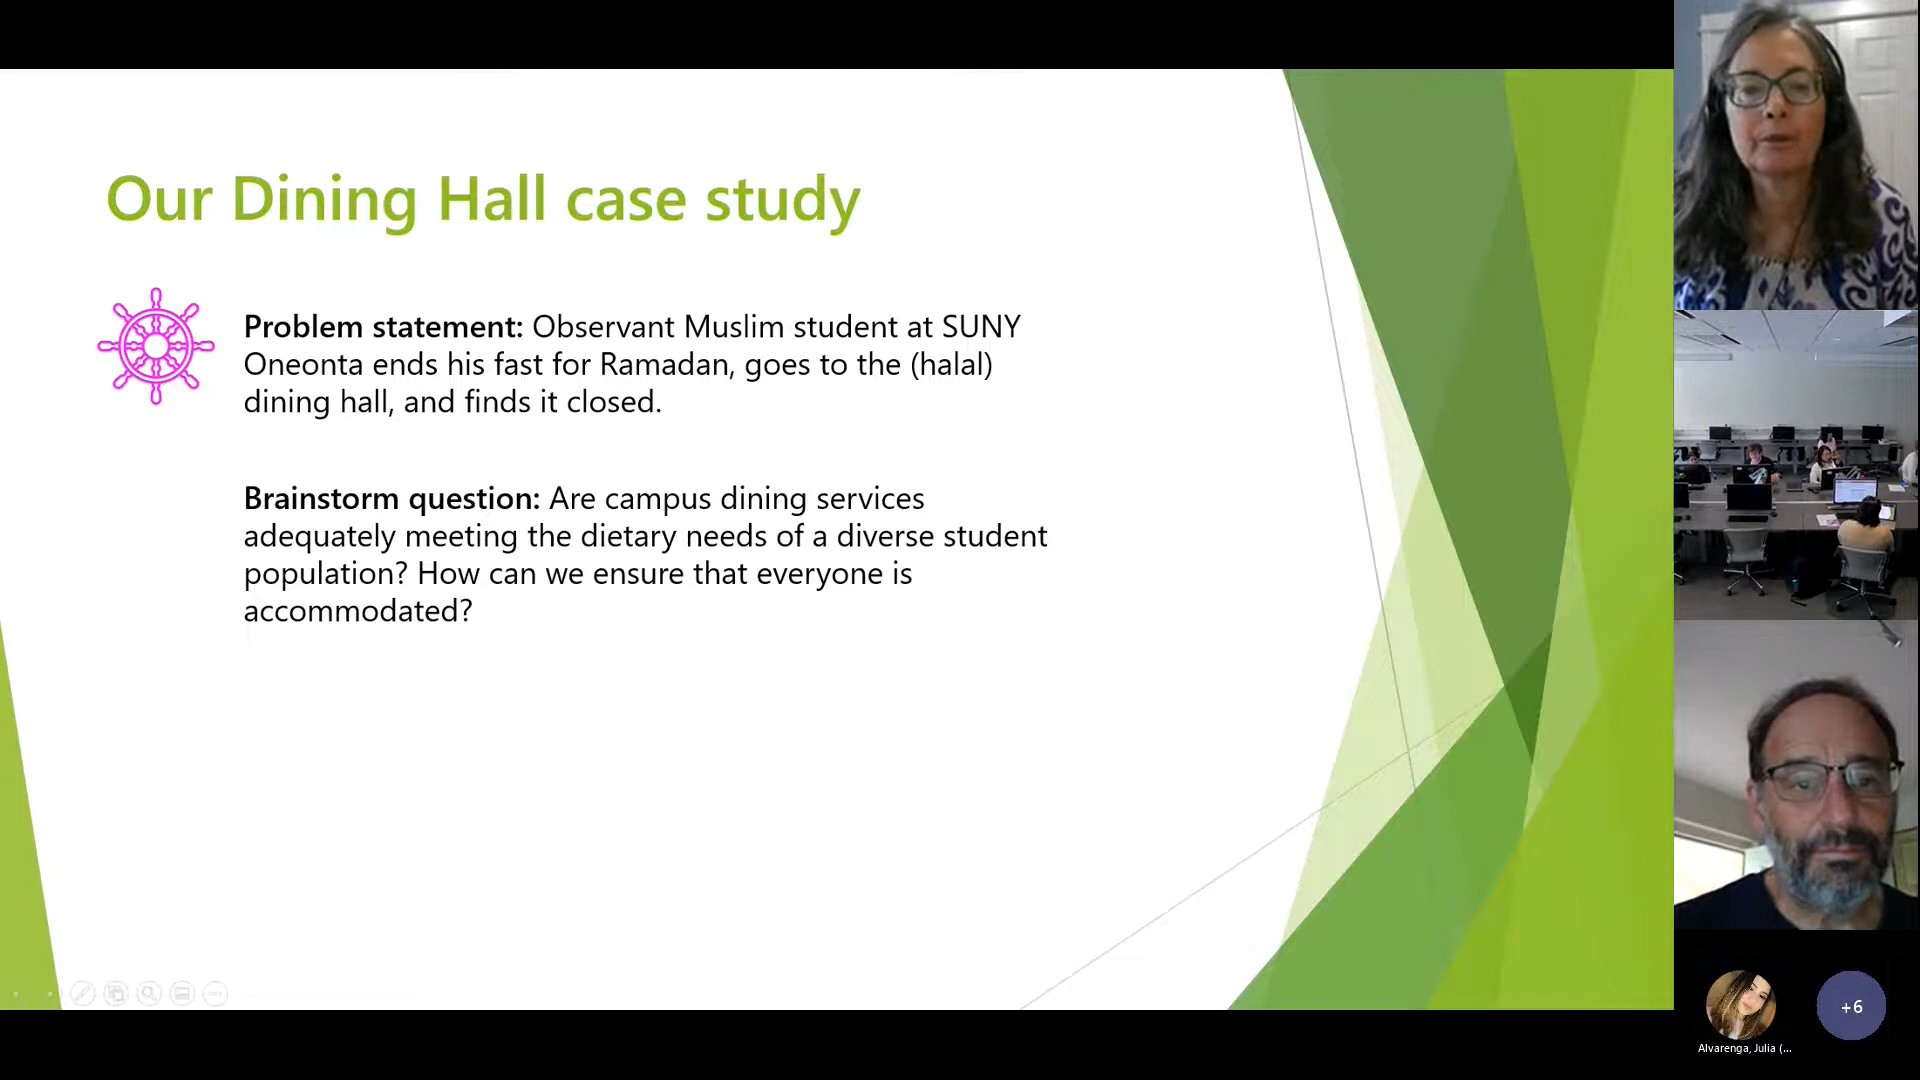 Our Dining Hall case study
Problem statement: Observant Muslim student at SUNY
Oneonta ends his fast for Ramadan, goes to the (halal)
dining hall, and finds it closed.
Brainstorm question: Are campus dining services
adequately meeting the dietary needs of a diverse student
population? How can we ensure that everyone is
accommodated?
+6
Alvarenga, Julia (...